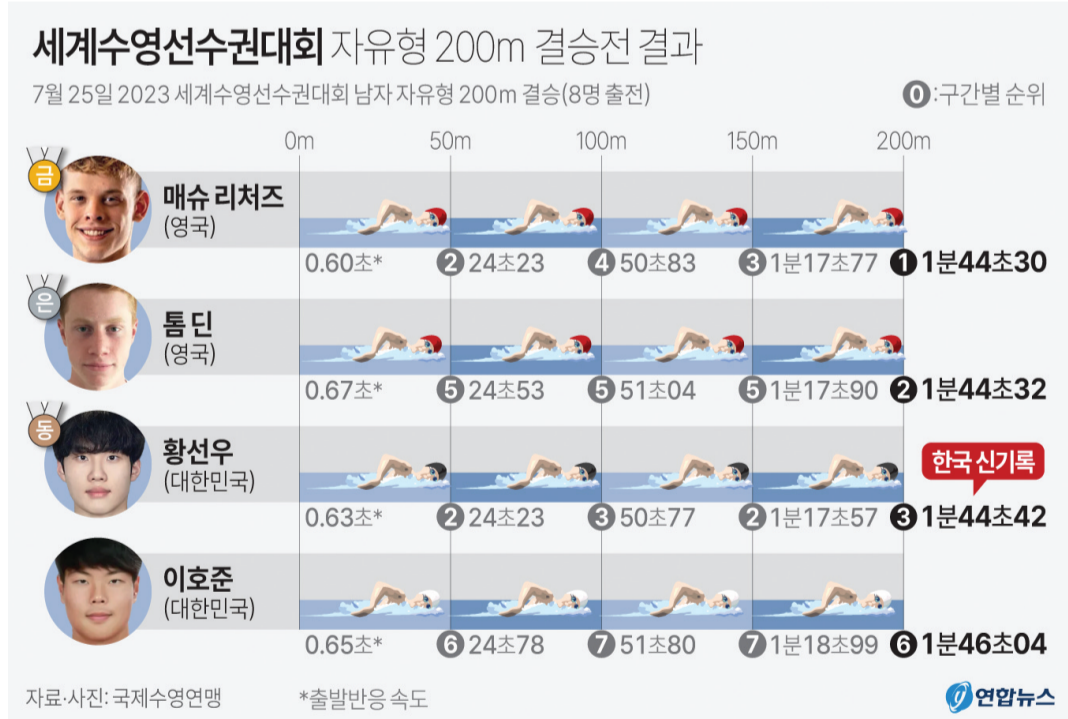 세계수영선수권대회 자유형 200m 결승전 결과
7월 25일 2023 세계수영선수권대회 남자 자유형 200m 결승(8명 출전)
0:구간별 순위
0m 50m 100m 150m 200m
금
매슈 리처즈
(영국)
0.60초* 2 24초23 4 50초83 3 1분17초77 1 1분44초30
은
톰 딘
(영국)
0.67초* 5 24초53 5 51초04 5 1분17초90 2 1분44초32
동
황선우
(대한민국)
한국 신기록
0.63초* 2 24초23 3 50초77 2 1분17초57 3 1분44초42
이호준
(대한민국)
0.65초* 6 24초78 7 51초80 7 1분18초99 6 1분46초04
자료·사진: 국제수영연맹
*출발반응 속도
y 연합뉴스